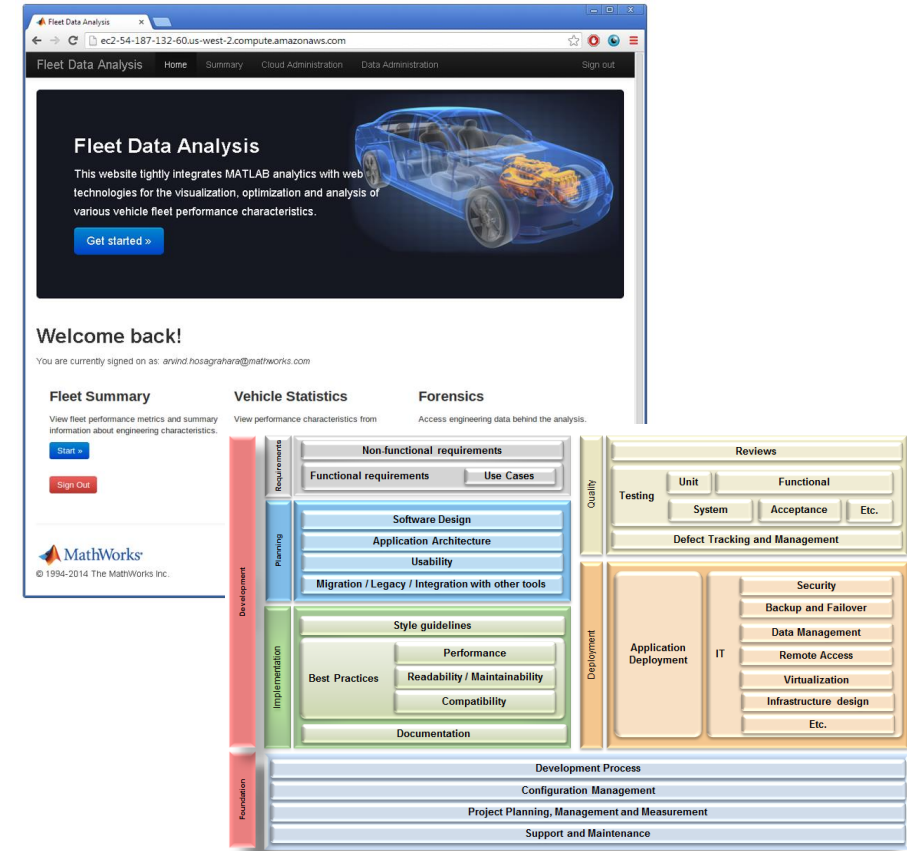 Fleet Data Analysis
ec2-54-187-132-60.us-west-2.compute.amazonaws.com
Fleet Data Analysis Home Summary Cloud Administration Data Administration Sign out
Fleet Data Analysis
This website tightly integrates MATLAB analytics with web
technologies for the visualization, optimization and analysis of
various vehicle fleet performance characteristics.
Get started »
Welcome back!
You are currently signed on as: arvind.hosagrahara@mathworks.com
Fleet Summary
View fleet performance metrics and summary
information about engineering characteristics.
Start »
Sign Out
Vehicle Statistics
View performance characteristics from
Forensics
Access engineering data behind the analysis.
MathWorks
© 1994-2014 The MathWorks Inc.
Development
Requirements
Non-functional requirements
Functional requirements
Use Cases
Planning
Software Design
Application Architecture
Usability
Migration / Legacy / Integration with other tools
Implementation
Style guidelines
Best Practices
Performance
Readability / Maintainability
Compatibility
Documentation
Quality
Reviews
Testing
Unit
Functional
System
Acceptance
Etc.
Defect Tracking and Management
Deployment
Application
Deployment
IT
Security
Backup and Failover
Data Management
Remote Access
Virtualization
Infrastructure design
Etc.
Foundation
Development Process
Configuration Management
Project Planning, Management and Measurement
Support and Maintenance